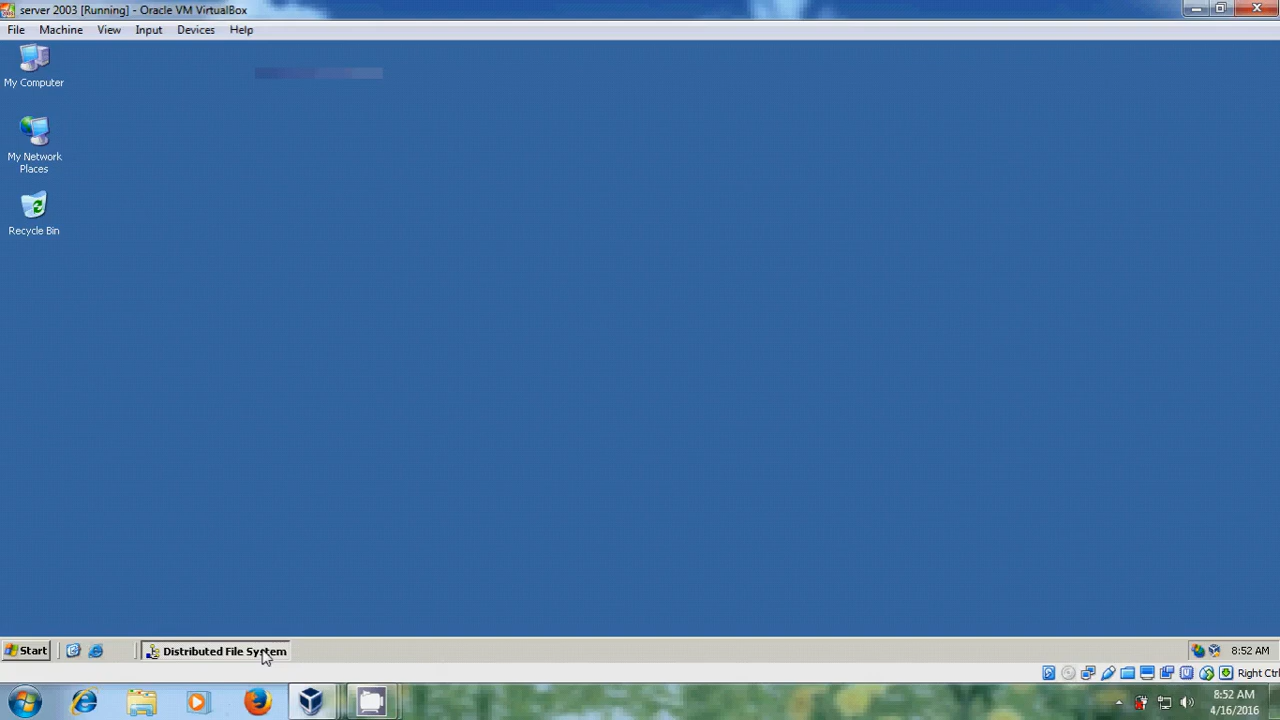 server 2003 [Running] - Oracle VM VirtualBox
File Machine View Input Devices Help
My Computer
My Network
Places
Recycle Bin
Start Distributed File System 8:52 AM
Right Ctrl
8:52 AM
4/16/2016